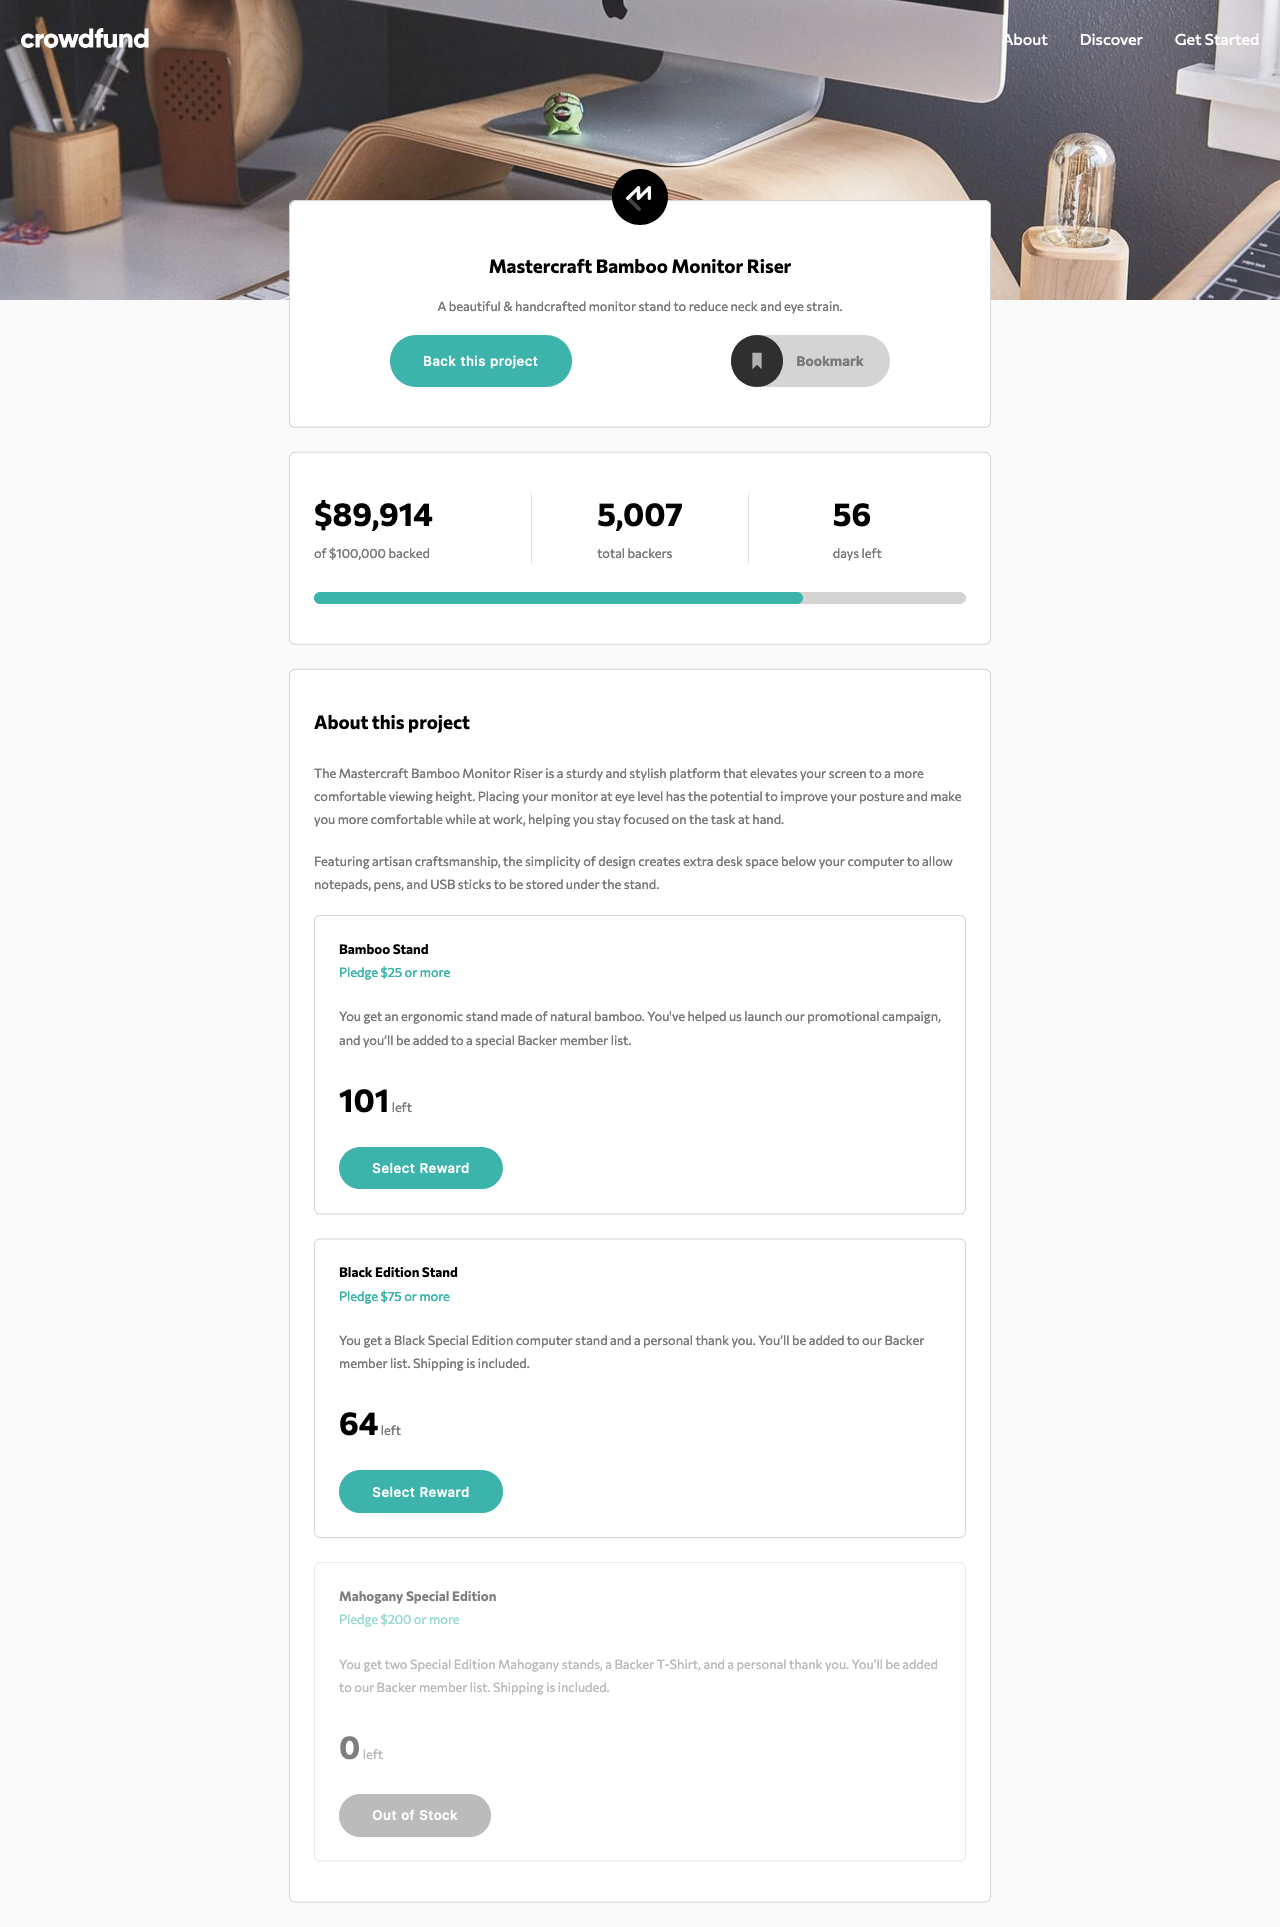 crowdfund
About Discover Get Started
Mastercraft Bamboo Monitor Riser
A beautiful & handcrafted monitor stand to reduce neck and eye strain.
Back this project
Bookmark
$89,914
of $100,000 backed
5,007
total backers
56
days left
About this project
The Mastercraft Bamboo Monitor Riser is a sturdy and stylish platform that elevates your screen to a more
comfortable viewing height. Placing your monitor at eye level has the potential to improve your posture and make
you more comfortable while at work, helping you stay focused on the task at hand.
Featuring artisan craftsmanship, the simplicity of design creates extra desk space below your computer to allow
notepads, pens, and USB sticks to be stored under the stand.
Bamboo Stand
Pledge $25 or more
You get an ergonomic stand made of natural bamboo. You've helped us launch our promotional campaign,
and you'll be added to a special Backer member list.
101 left
Select Reward
Black Edition Stand
Pledge $75 or more
You get a Black Special Edition computer stand and a personal thank you. You'll be added to our Backer
member list. Shipping is included.
64 left
Select Reward
Mahogany Special Edition
Pledge $200 or more
You get two Special Edition Mahogany stands, a Backer T-Shirt, and a personal thank you. You'll be added
to our Backer member list. Shipping is included.
0 left
Out of Stock